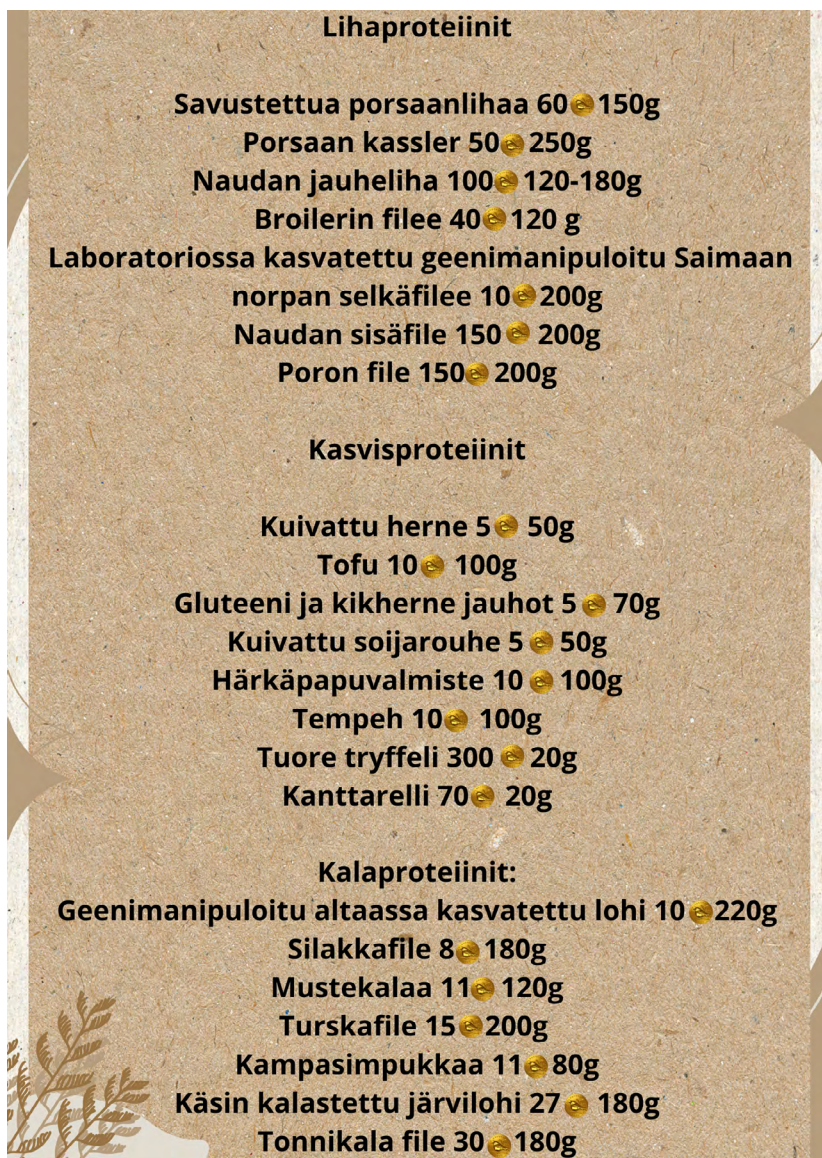 Lihaproteiinit
Savustettua porsaanlihaa 60 150g
Porsaan kassler 50 250g
Naudan jauheliha 100 120-180g
Broilerin filee 40 120 g
Laboratoriossa kasvatettu geenimanipuloitu Saimaan
norpan selkäfilee 10 200g
Naudan sisäfile 150 200g
Poron file 150 200g
Kasvisproteiinit
Kuivattu herne 5 50g
Tofu 10 100g
Gluteeni ja kikherne jauhot 5 70g
Kuivattu soijarouhe 5 50g
Härkäpapuvalmiste 10 100g
Tempeh 10 100g
Tuore tryffeli 300 20g
Kanttarelli 70 20g
Kalaproteiinit:
Geenimanipuloitu altaassa kasvatettu lohi 10 220g
Silakkafile 8 180g
Mustekalaa 11 120g
Turskafile 15 200g
Kampasimpukkaa 11 80g
Käsin kalastettu järvilohi 27 180g
Tonnikala file 30 180g